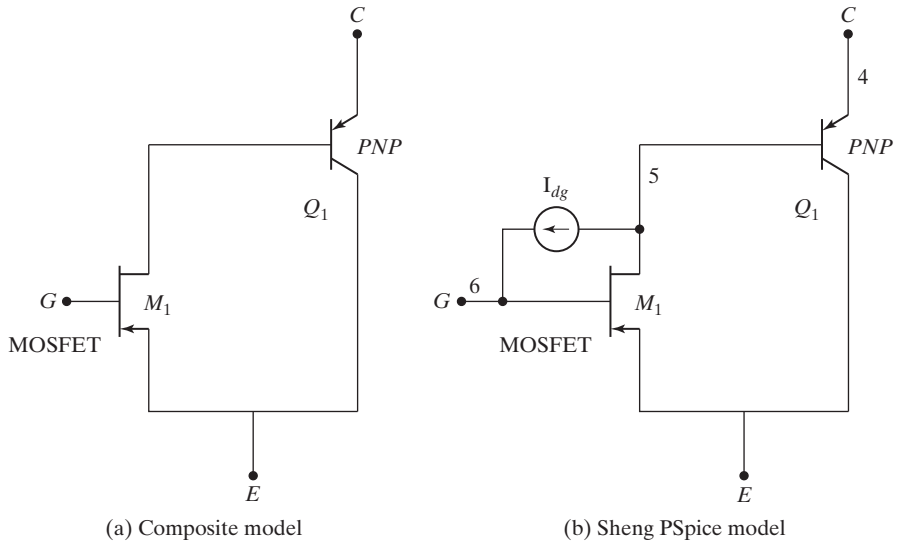 C
PNP
Q1
G
M1
MOSFET
E
(a) Composite model
C
4
PNP
5
Idg
Q1
6
G
M1
MOSFET
E
(b) Sheng PSpice model